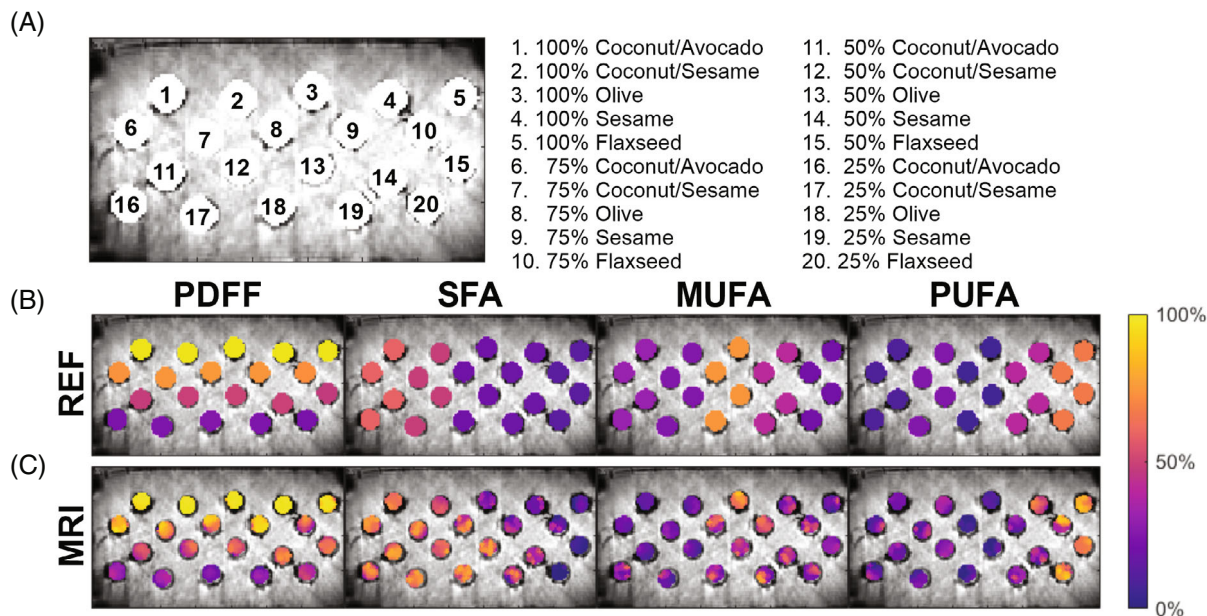 (A)
1 2 3 4 5
6 7 8 9 10
11 12 13 14 15
16 17 18 19 20
1. 100% Coconut/Avocado
2. 100% Coconut/Sesame
3. 100% Olive
4. 100% Sesame
5. 100% Flaxseed
6. 75% Coconut/Avocado
7. 75% Coconut/Sesame
8. 75% Olive
9. 75% Sesame
10. 75% Flaxseed
11. 50% Coconut/Avocado
12. 50% Coconut/Sesame
13. 50% Olive
14. 50% Sesame
15. 50% Flaxseed
16. 25% Coconut/Avocado
17. 25% Coconut/Sesame
18. 25% Olive
19. 25% Sesame
20. 25% Flaxseed
(B)
PDFF SFA MUFA PUFA
REF
(C)
MRI
100%
50%
0%